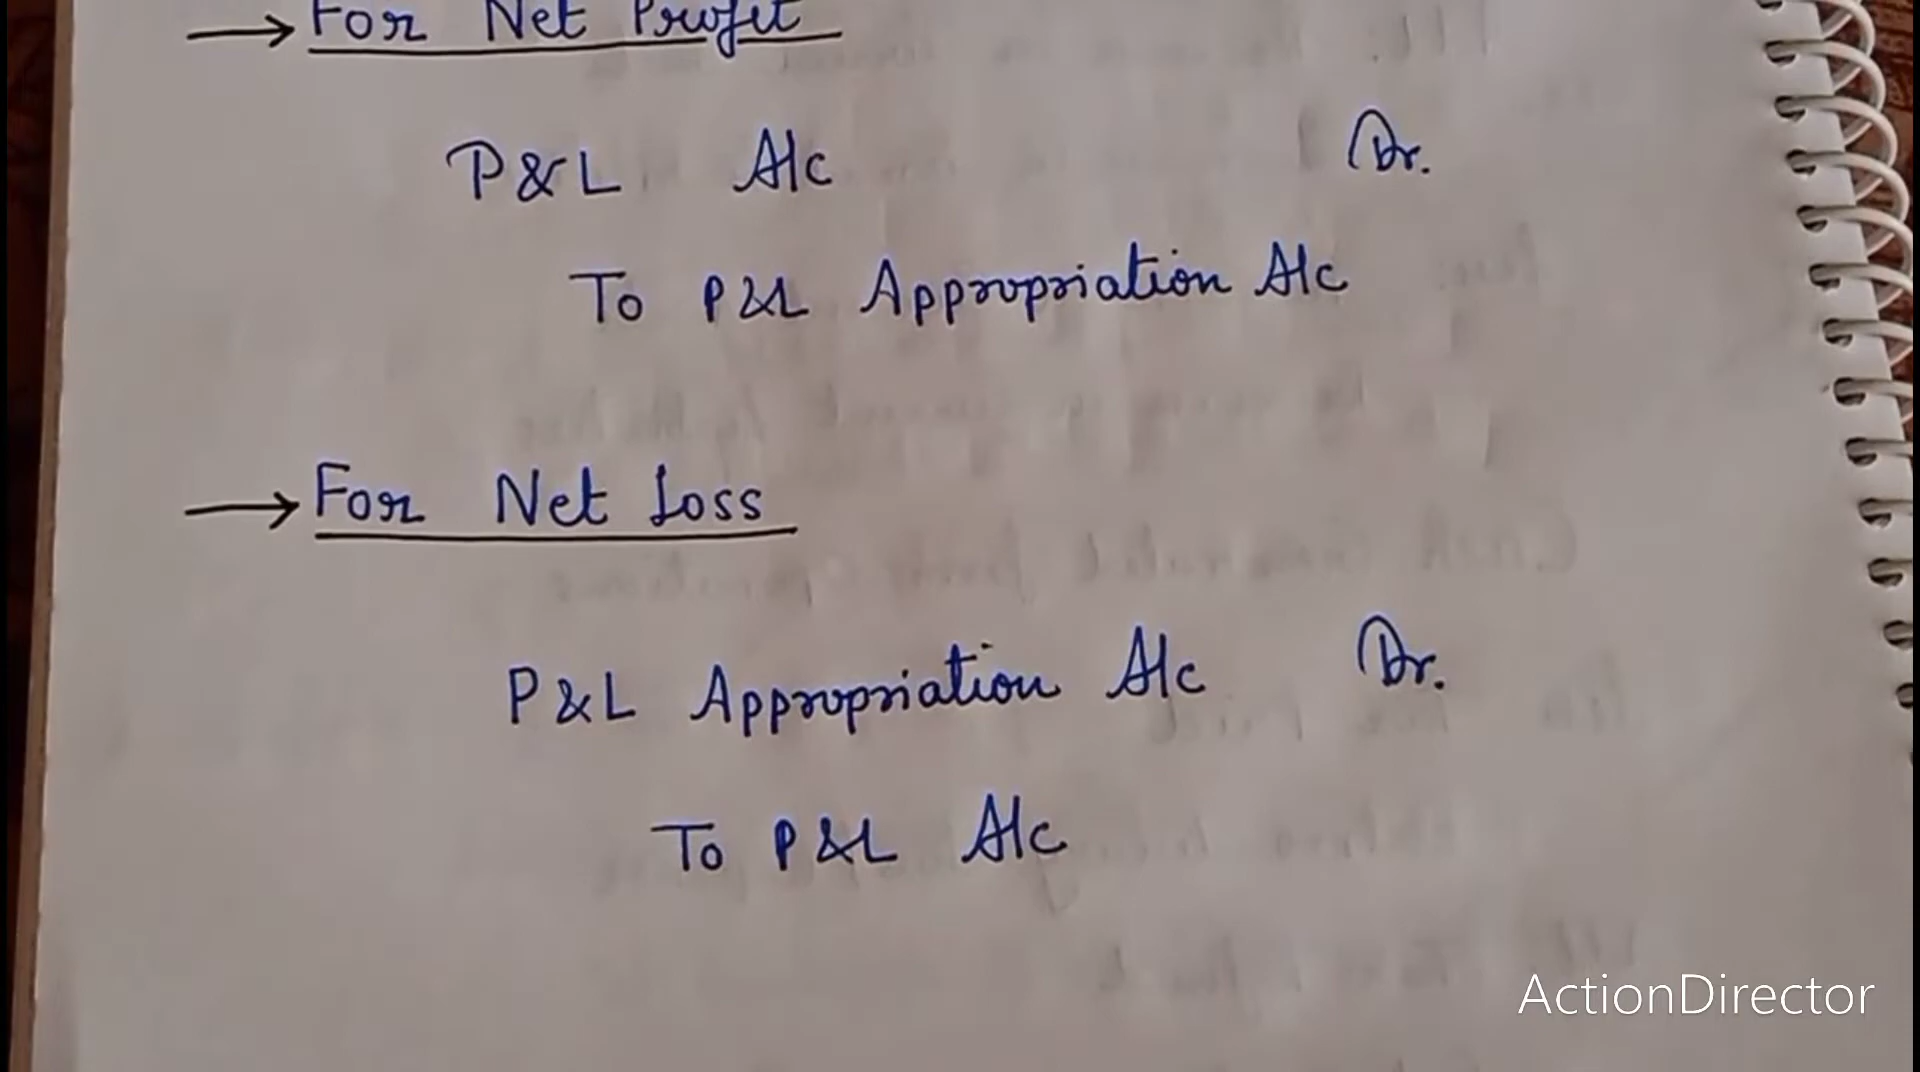 → For Net Profit
P&L A/c Dr.
To P&L Appropriation A/c
→ For Net Loss
P&L Appropriation A/c Dr.
To P&L A/c
ActionDirector